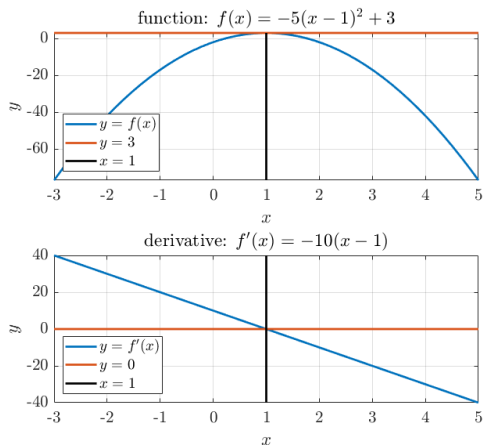 function: f(x) = −5(x − 1)² + 3
0
-20
-40
-60
y
y = f(x)
y = 3
x = 1
-3 -2 -1 0 1 2 3 4 5
x
derivative: f′(x) = −10(x − 1)
40
20
0
-20
-40
y
y = f′(x)
y = 0
x = 1
-3 -2 -1 0 1 2 3 4 5
x